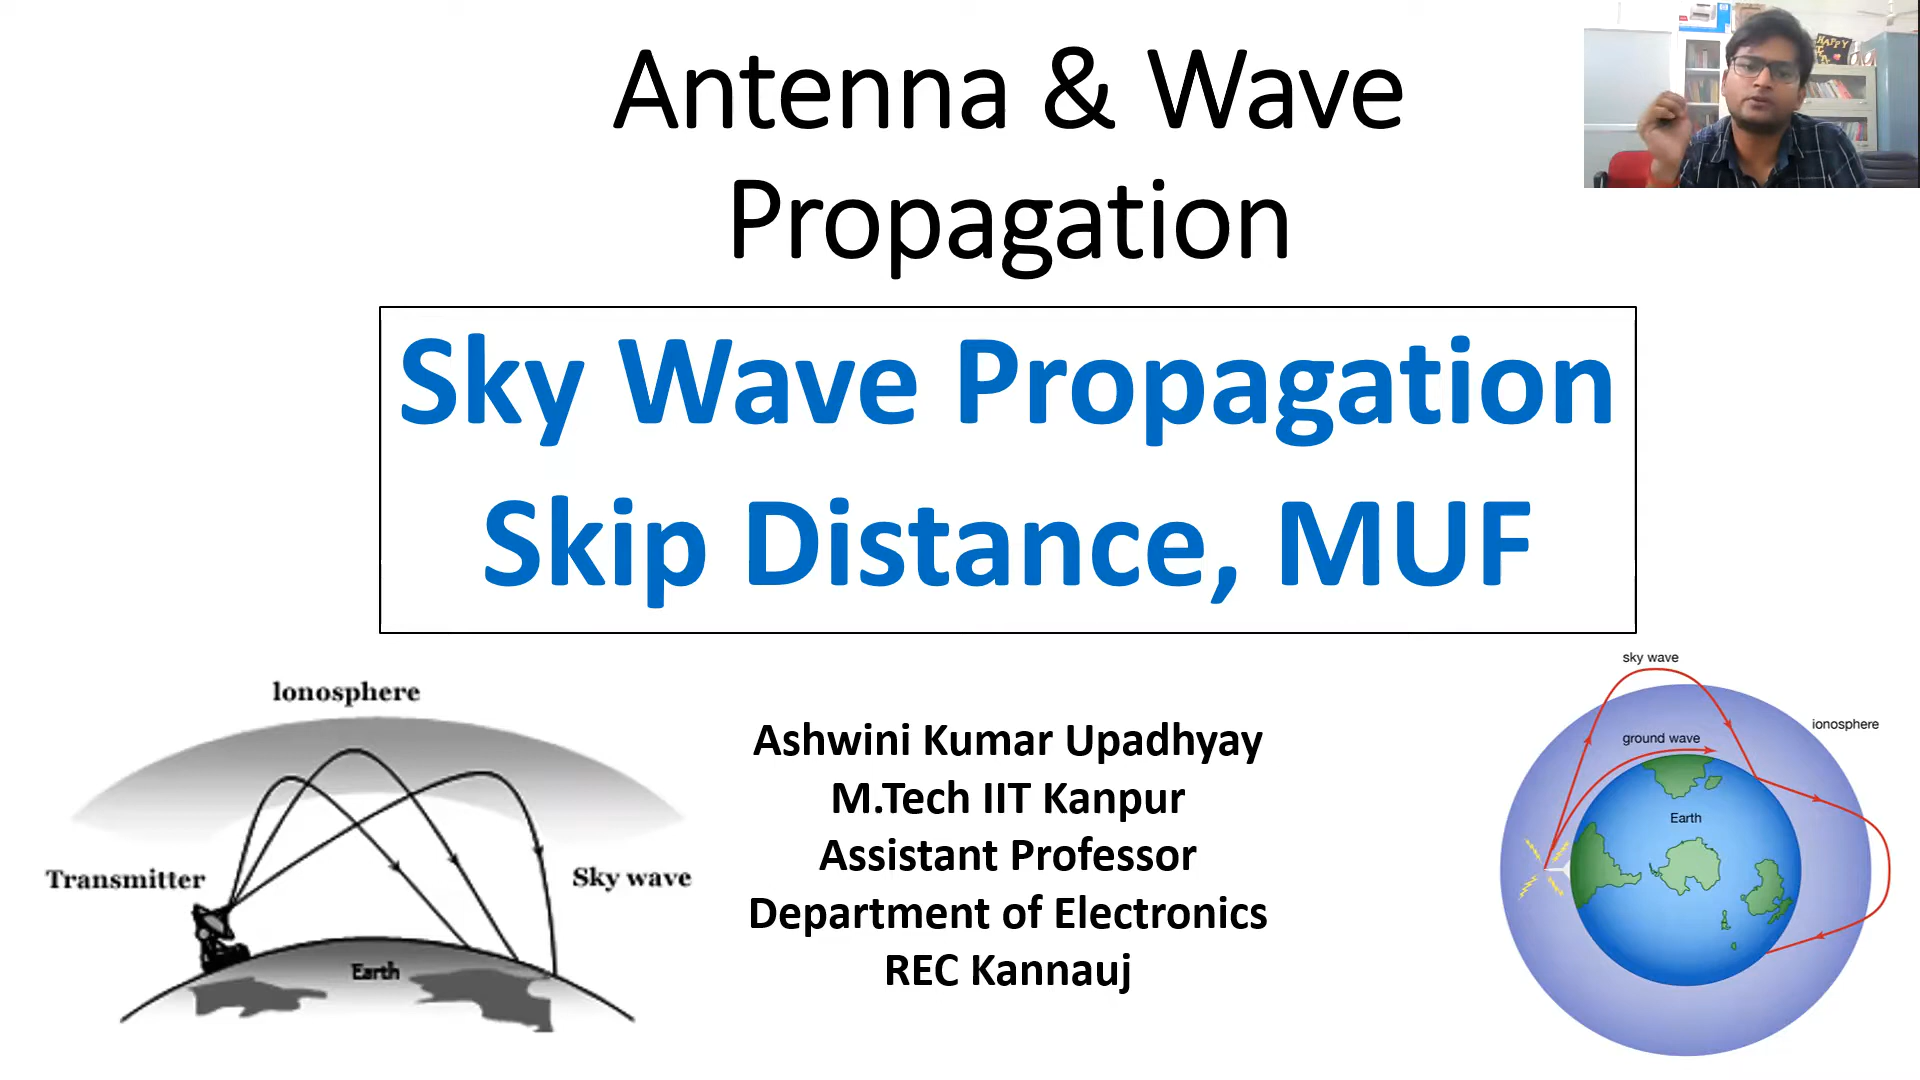 Antenna & Wave
Propagation
Sky Wave Propagation
Skip Distance, MUF
Ionosphere
Transmitter
Sky wave
Earth
Ashwini Kumar Upadhyay
M.Tech IIT Kanpur
Assistant Professor
Department of Electronics
REC Kannauj
sky wave
ionosphere
ground wave
Earth
HAPPY